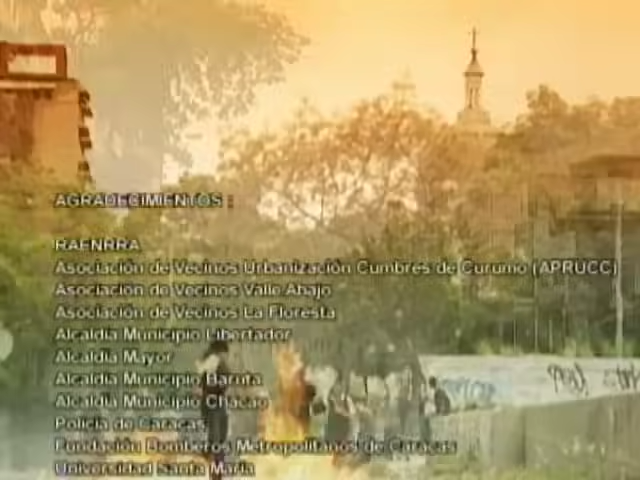 AGRADECIMIENTOS :
RAENRRA
Asociación de Vecinos Urbanización Cumbres de Curumo (APRUCC)
Asociación de Vecinos Valle Abajo
Asociación de Vecinos La Floresta
Alcaldía Municipio Libertador
Alcaldía Mayor
Alcaldía Municipio Baruta
Alcaldía Municipio Chacao
Policía de Caracas
Fundación Bomberos Metropolitanos de Caracas
Universidad Santa María